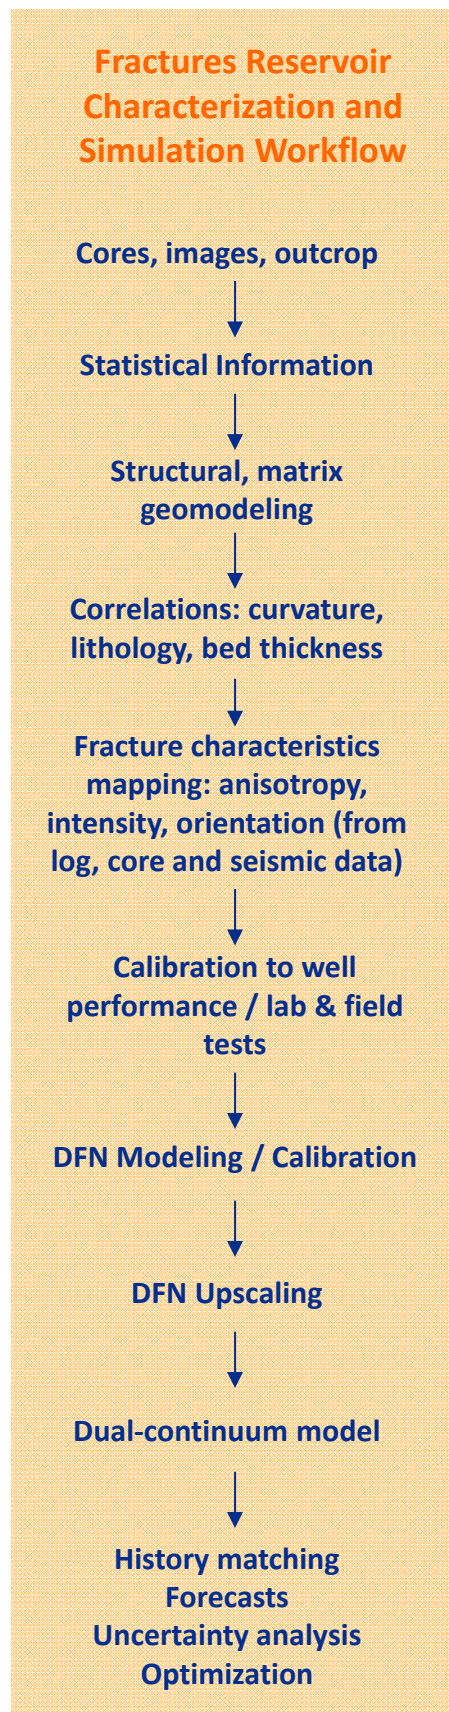 Fractures Reservoir
Characterization and
Simulation Workflow
Cores, images, outcrop
Statistical Information
Structural, matrix
geomodeling
Correlations: curvature,
lithology, bed thickness
Fracture characteristics
mapping: anisotropy,
intensity, orientation (from
log, core and seismic data)
Calibration to well
performance / lab & field
tests
DFN Modeling / Calibration
DFN Upscaling
Dual-continuum model
History matching
Forecasts
Uncertainty analysis
Optimization